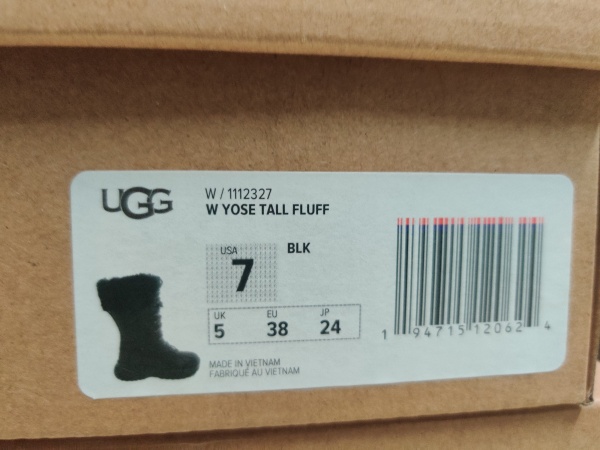 UGG
W / 1112327
W YOSE TALL FLUFF
USA
7
BLK
UK EU JP
5 38 24
MADE IN VIETNAM
FABRIQUÉ AU VIETNAM
1 94715 12062 4